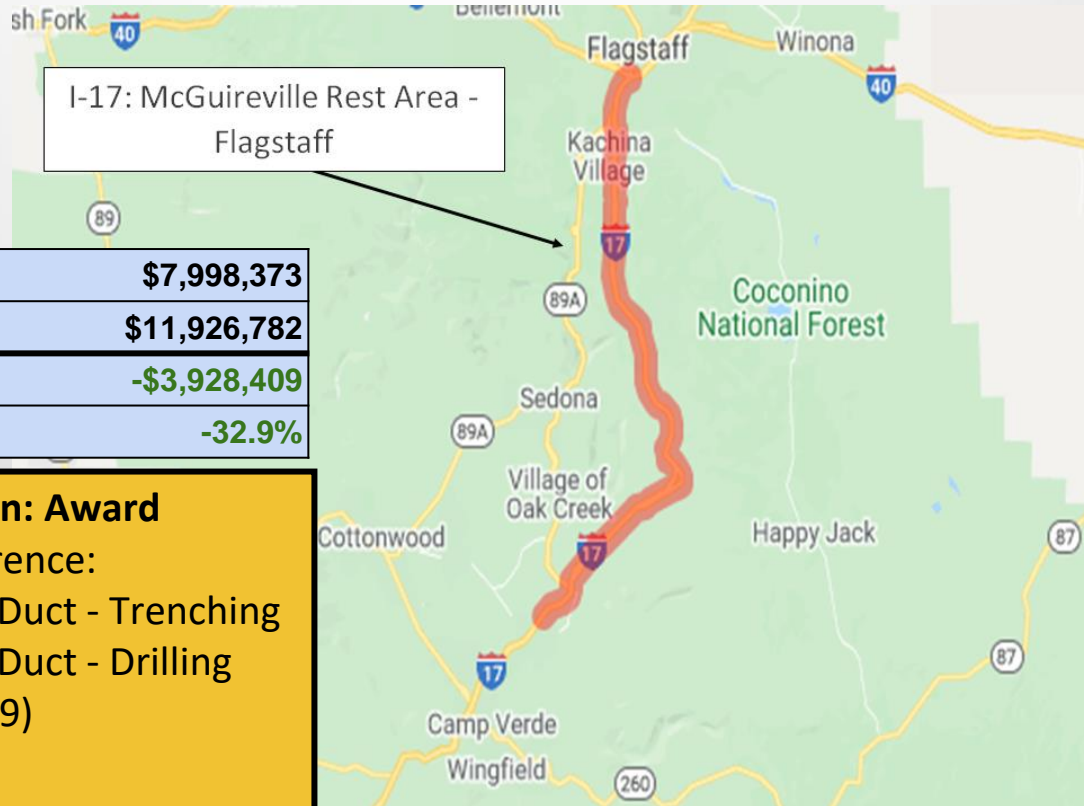 sh Fork
40
Bellemont
Flagstaff
Winona
40
I-17: McGuireville Rest Area -
Flagstaff
Kachina
Village
89
17
$7,998,373
$11,926,782
-$3,928,409
-32.9%
89A
Coconino
National Forest
Sedona
89A
Village of
Oak Creek
n: Award
rence:
Duct - Trenching
Duct - Drilling
9)
Cottonwood
17
Happy Jack
87
17
87
Camp Verde
Wingfield
260